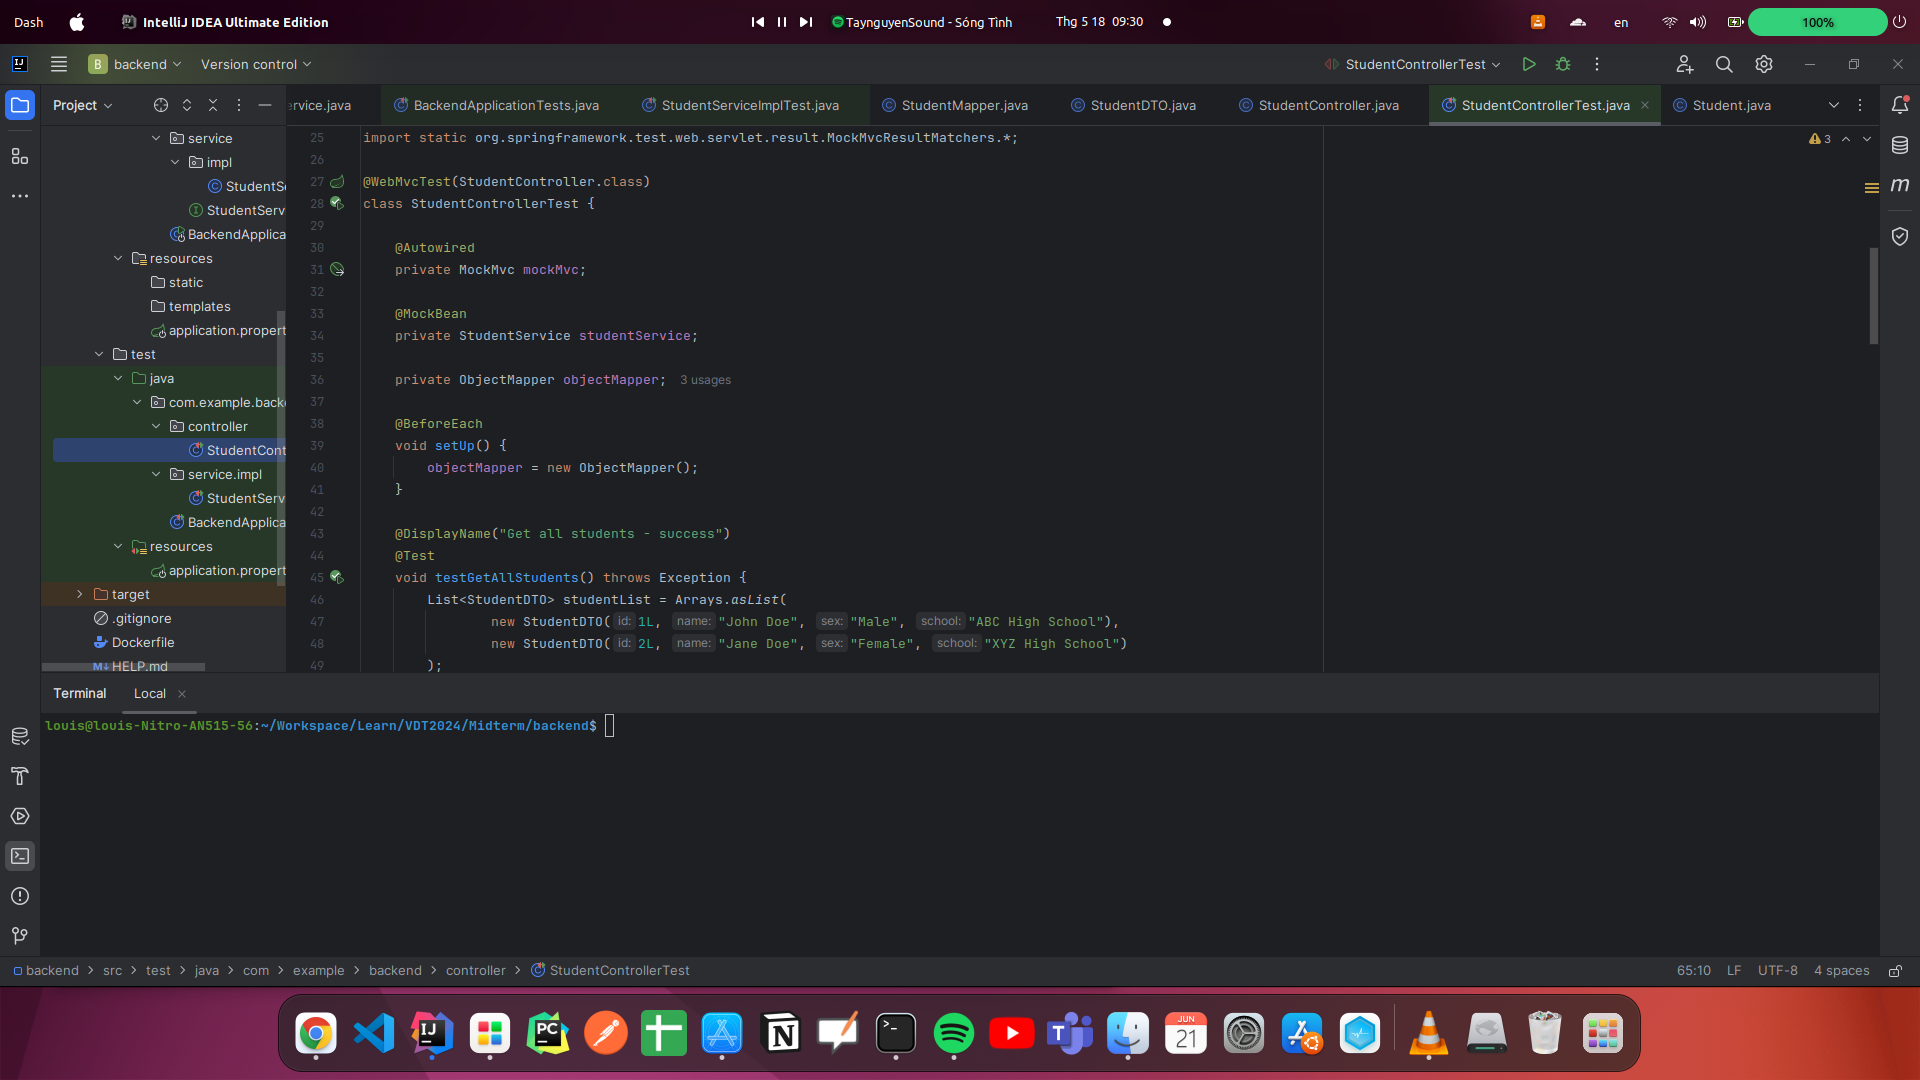 Dash
IntelliJ IDEA Ultimate Edition
TaynguyenSound - Sóng Tình
Thg 5 18 09:30
en
100%
IJ
B backend
Version control
StudentControllerTest
Project
ervice.java
BackendApplicationTests.java
StudentServiceImplTest.java
StudentMapper.java
StudentDTO.java
StudentController.java
StudentControllerTest.java
Student.java
service
impl
StudentSe
StudentServ
BackendApplica
resources
static
templates
application.propert
test
java
com.example.back
controller
StudentCont
service.impl
StudentServ
BackendApplica
resources
application.propert
target
.gitignore
Dockerfile
M↓ HELP.md
3
25 import static org.springframework.test.web.servlet.result.MockMvcResultMatchers.*;
26
27 @WebMvcTest(StudentController.class)
28 class StudentControllerTest {
29
30 @Autowired
31 private MockMvc mockMvc;
32
33 @MockBean
34 private StudentService studentService;
35
36 private ObjectMapper objectMapper; 3 usages
37
38 @BeforeEach
39 void setUp() {
40 objectMapper = new ObjectMapper();
41 }
42
43 @DisplayName("Get all students - success")
44 @Test
45 void testGetAllStudents() throws Exception {
46 List<StudentDTO> studentList = Arrays.asList(
47 new StudentDTO( id: 1L, name: "John Doe", sex: "Male", school: "ABC High School"),
48 new StudentDTO( id: 2L, name: "Jane Doe", sex: "Female", school: "XYZ High School")
49 );
m
Terminal
Local
louis@louis-Nitro-AN515-56:~/Workspace/Learn/VDT2024/Midterm/backend$
backend > src > test > java > com > example > backend > controller > StudentControllerTest
65:10 LF UTF-8 4 spaces
IJ
PC
N
T
JUN
21